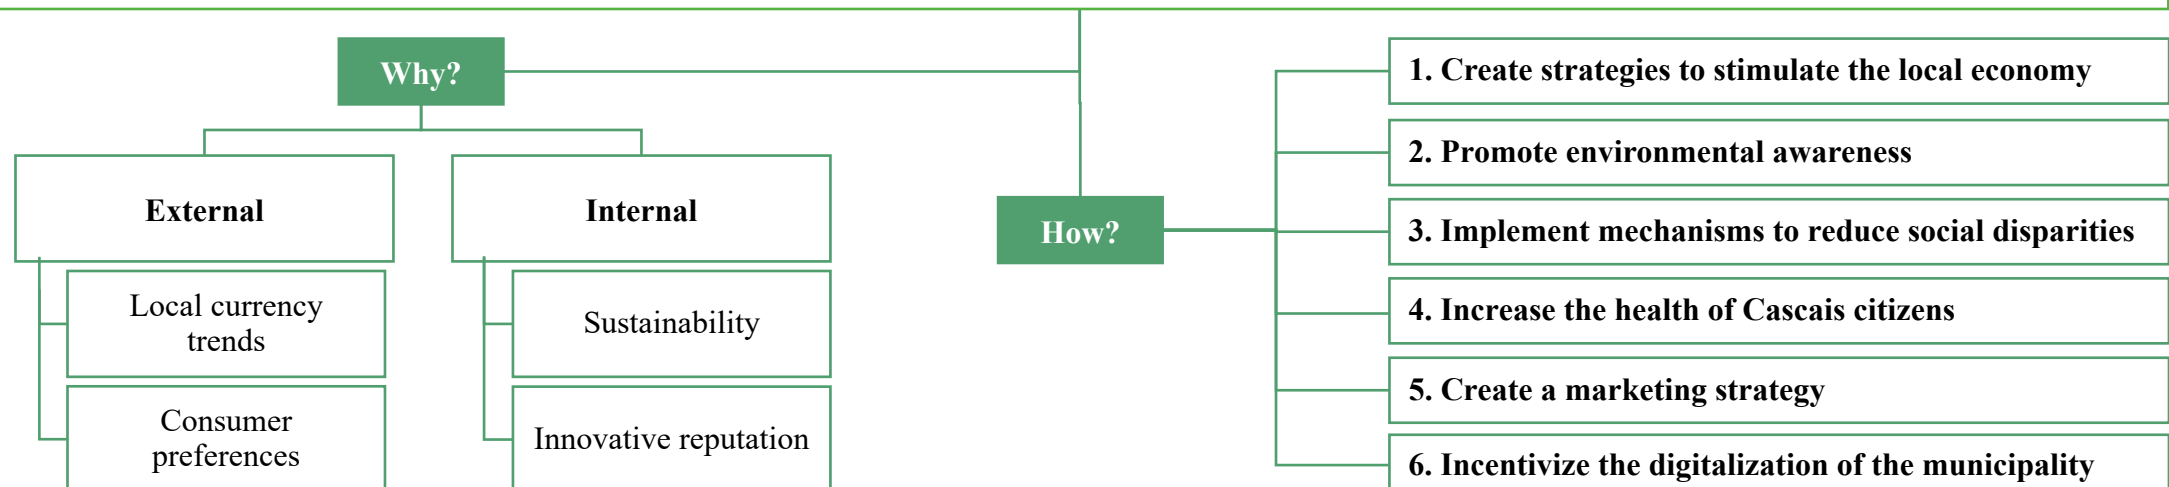 Why?
External
Local currency
trends
Consumer
preferences
Internal
Sustainability
Innovative reputation
How?
1. Create strategies to stimulate the local economy
2. Promote environmental awareness
3. Implement mechanisms to reduce social disparities
4. Increase the health of Cascais citizens
5. Create a marketing strategy
6. Incentivize the digitalization of the municipality